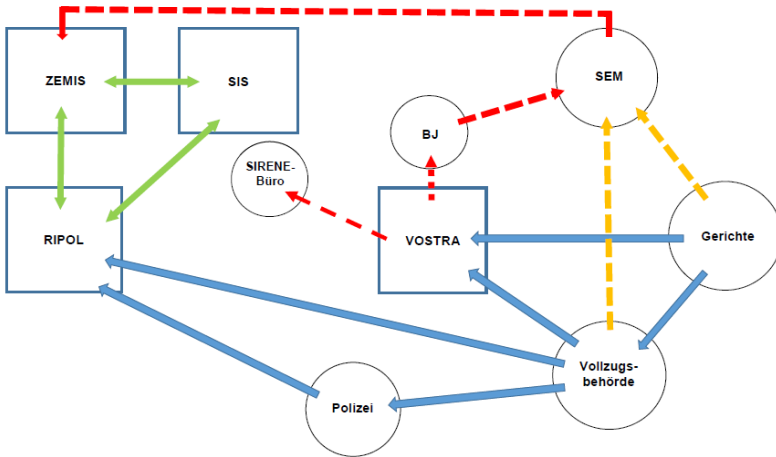 ZEMIS
SIS
SEM
BJ
SIRENE-
Büro
RIPOL
VOSTRA
Gerichte
Vollzugs-
behörde
Polizei